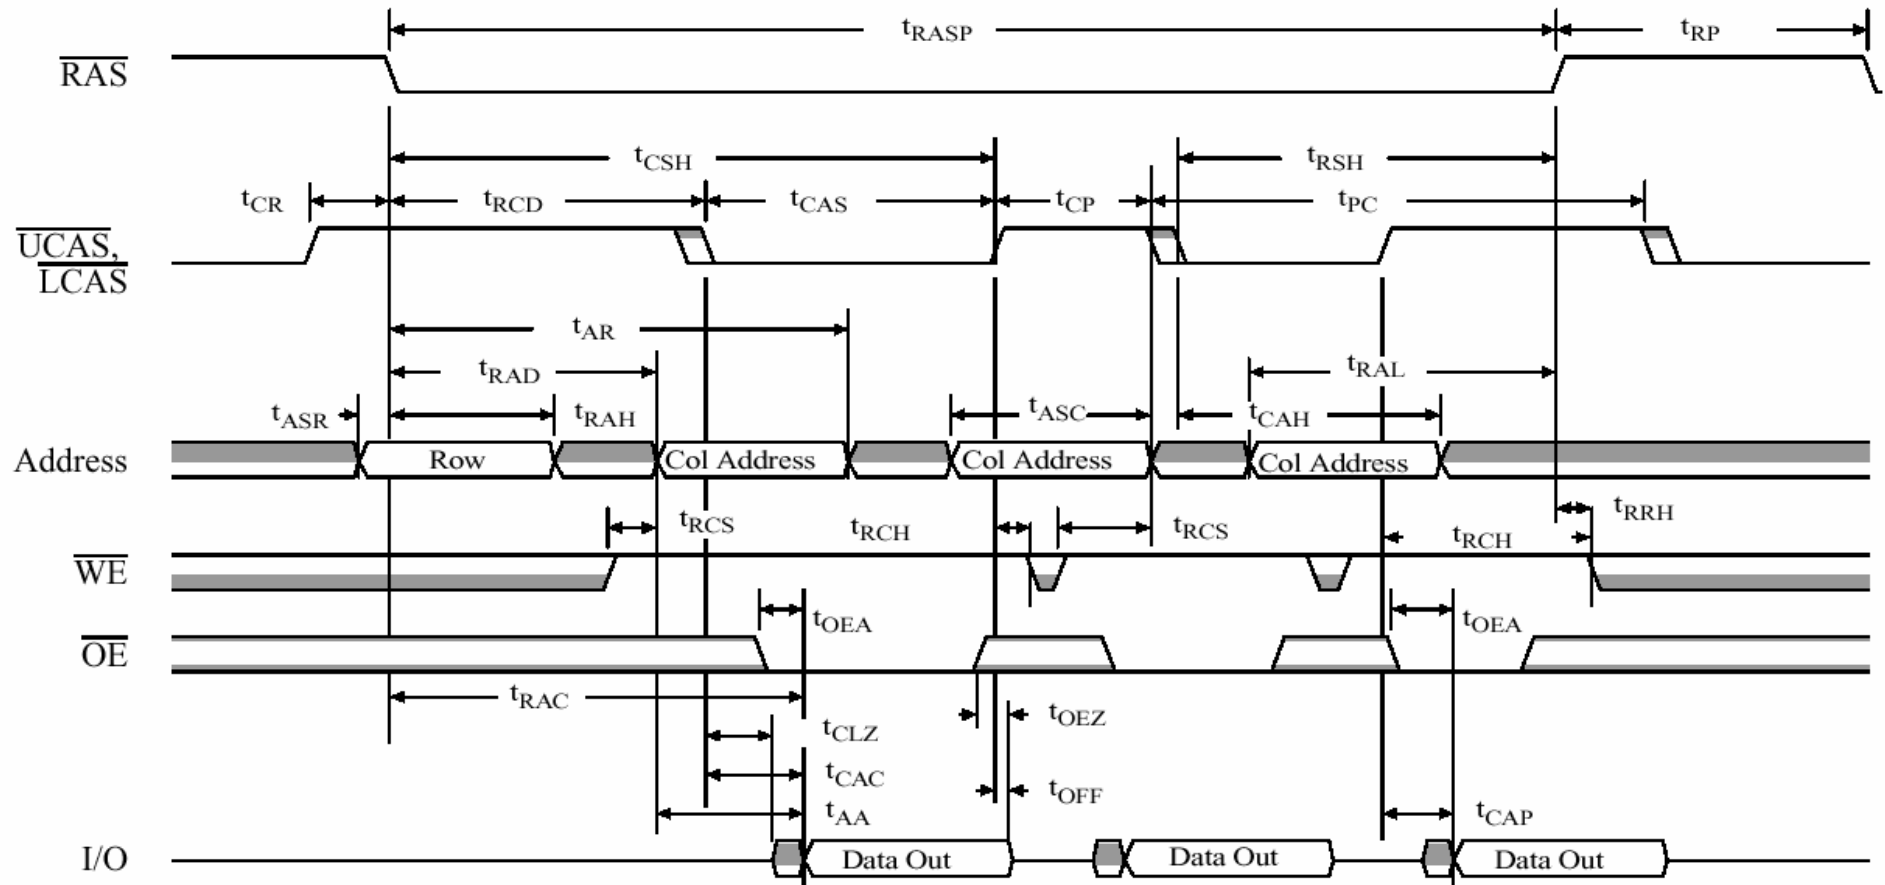 tRASP tRP
RAS
tCSH tRSH
tCR tRCD tCAS tCP tPC
UCAS,
LCAS
tAR
tRAD tRAL
tASR tRAH tASC tCAH
Address Row Col Address Col Address Col Address
tRCS tRCH tRCS tRCH tRRH
WE
tOEA tOEA
OE
tRAC tOEZ
tCLZ
tCAC tOFF
tAA tCAP
I/O Data Out Data Out Data Out